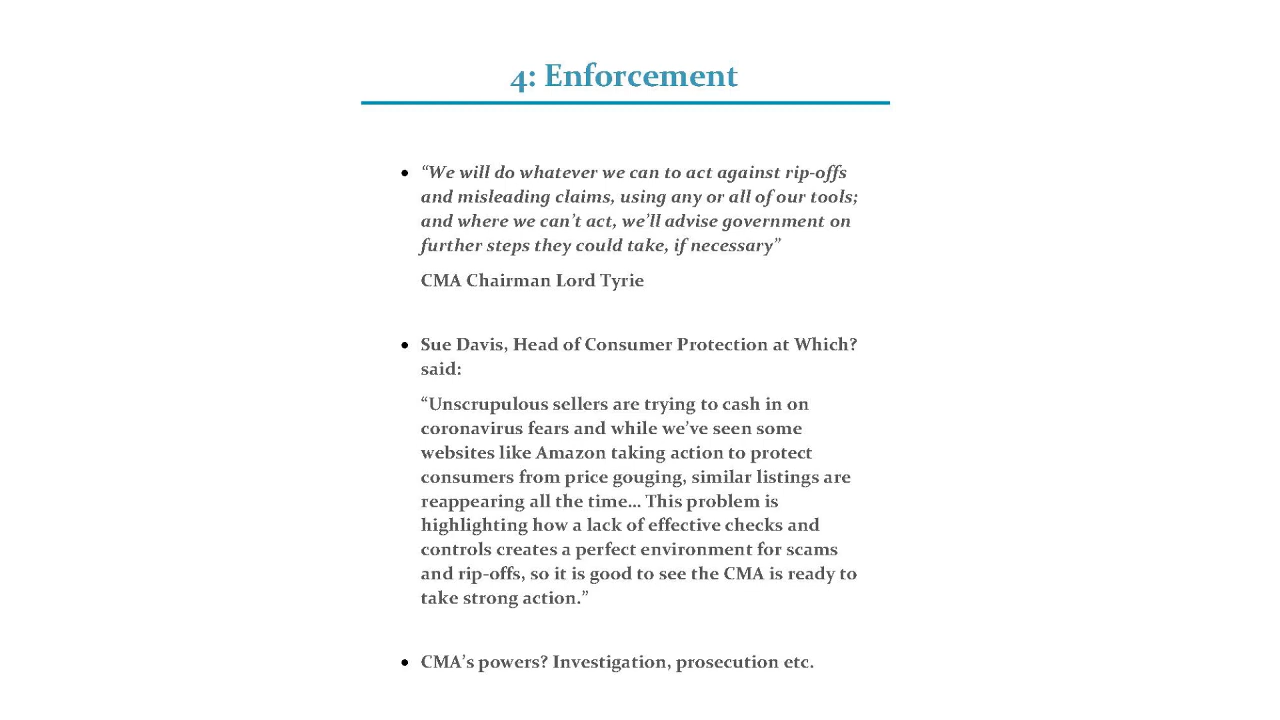 4: Enforcement
• “We will do whatever we can to act against rip-offs
and misleading claims, using any or all of our tools;
and where we can’t act, we’ll advise government on
further steps they could take, if necessary”
CMA Chairman Lord Tyrie
• Sue Davis, Head of Consumer Protection at Which?
said:
“Unscrupulous sellers are trying to cash in on
coronavirus fears and while we’ve seen some
websites like Amazon taking action to protect
consumers from price gouging, similar listings are
reappearing all the time... This problem is
highlighting how a lack of effective checks and
controls creates a perfect environment for scams
and rip-offs, so it is good to see the CMA is ready to
take strong action.”
• CMA’s powers? Investigation, prosecution etc.